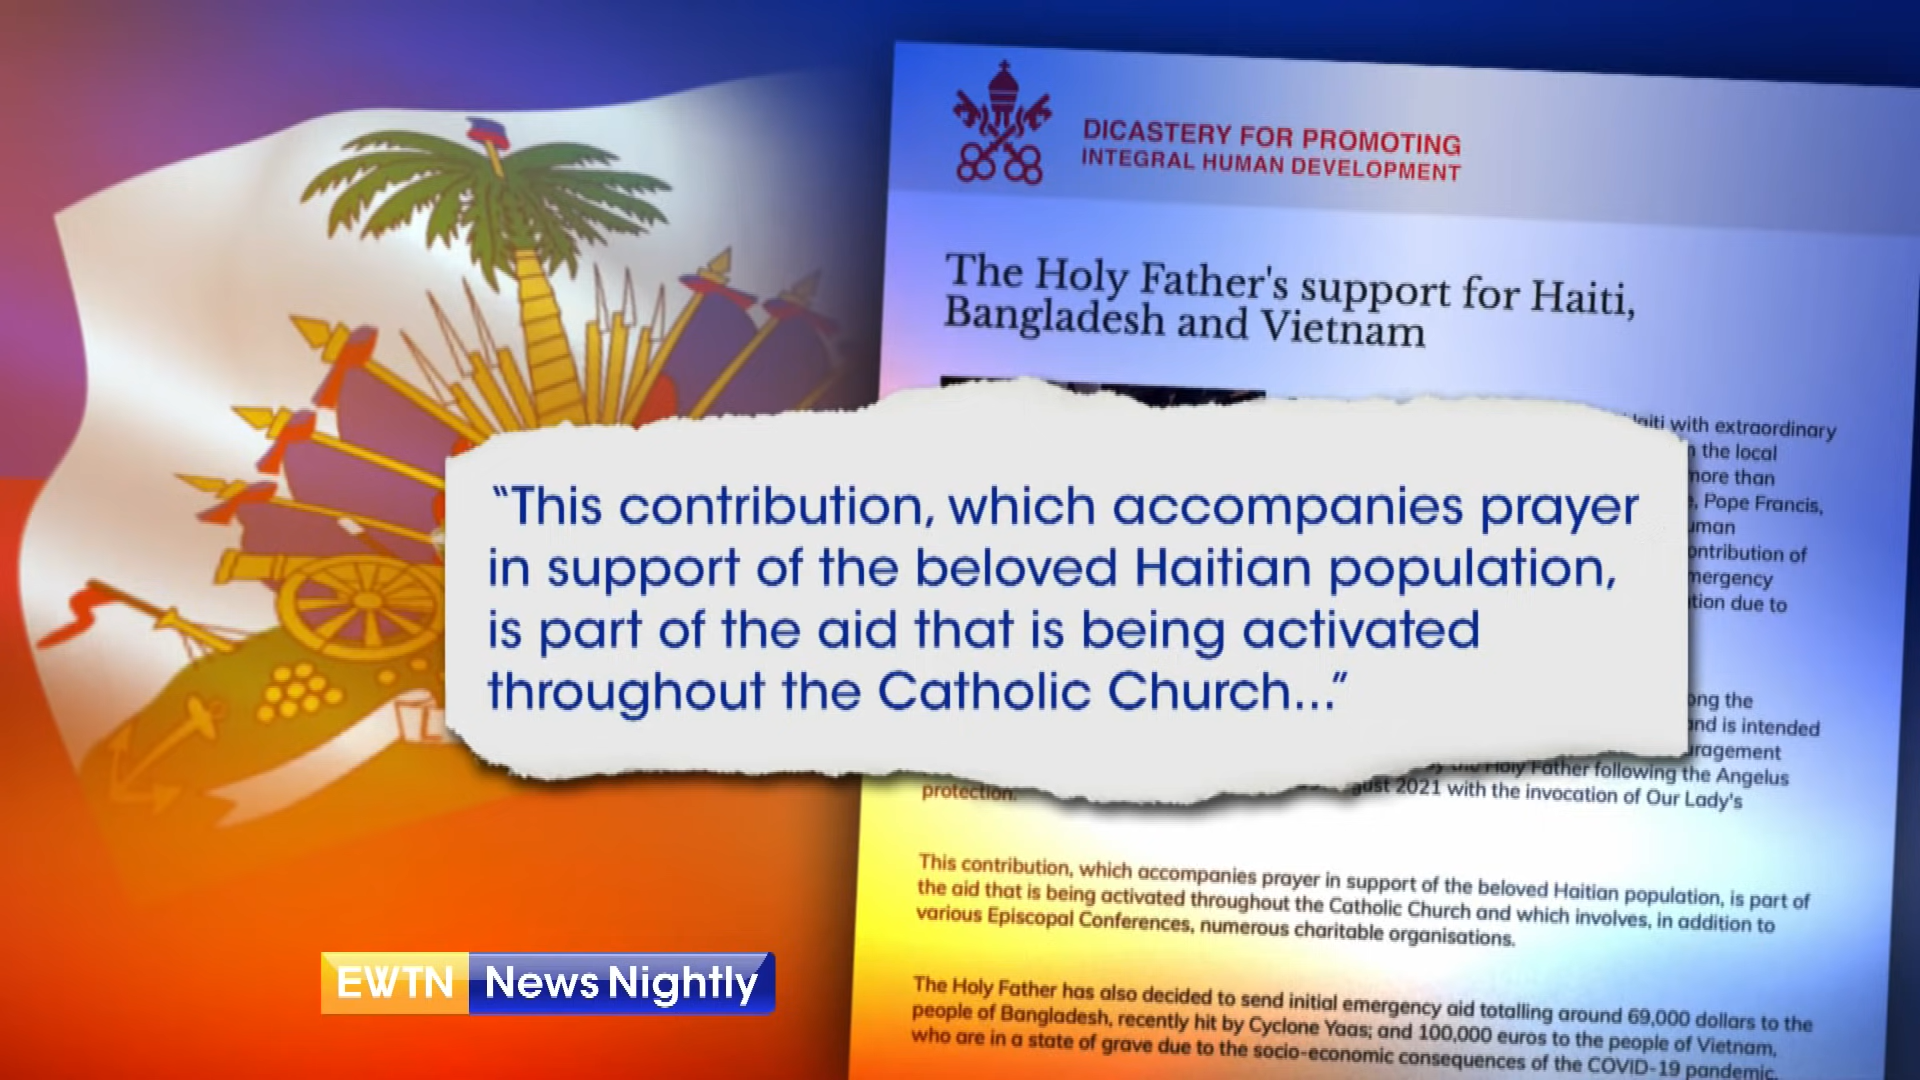 DICASTERY FOR PROMOTING
INTEGRAL HUMAN DEVELOPMENT
The Holy Father's support for Haiti,
Bangladesh and Vietnam
with extraordinary
the local
more than
Pope Francis,
ontribution of
due to
“This contribution, which accompanies prayer
in support of the beloved Haitian population,
is part of the aid that is being activated
throughout the Catholic Church...”
the
and is intended
Holy Father following the Angelus
protection.
2021 with the invocation of Our Lady's
This contribution, which accompanies prayer in support of the beloved Haitian population, is part of
the aid that is being activated throughout the Catholic Church and which involves, in addition to
various Episcopal Conferences, numerous charitable organisations.
The Holy Father has also decided to send initial emergency aid totalling around 69,000 dollars to the
people of Bangladesh, recently hit by Cyclone Yaas; and 100,000 euros to the people of Vietnam,
who are in a state of grave due to the socio-economic consequences of the COVID-19 pandemic.
EWTN News Nightly